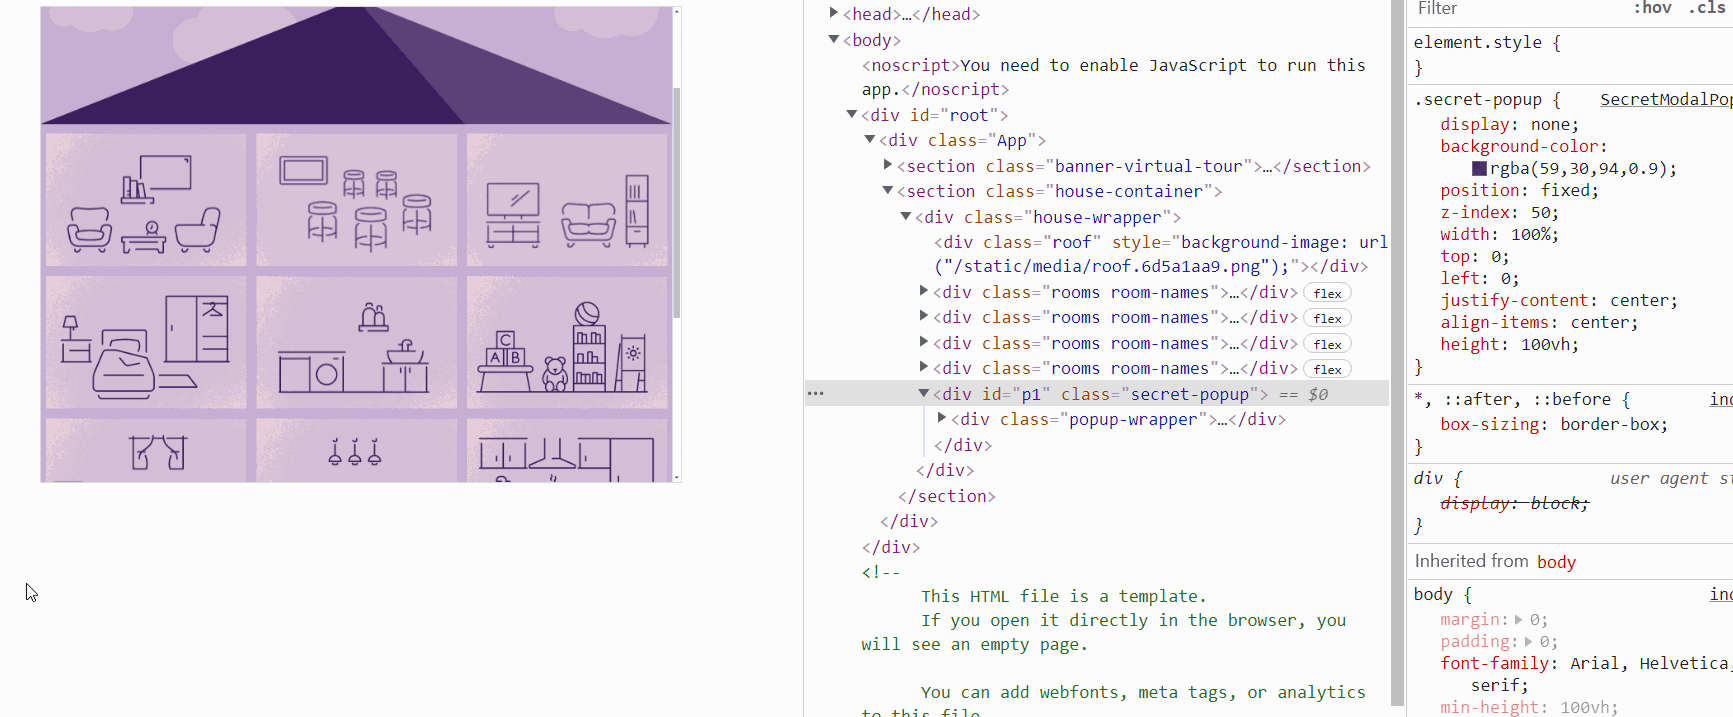 C
A B
<head>…</head>
<body>
<noscript>You need to enable JavaScript to run this
app.</noscript>
<div id="root">
<div class="App">
<section class="banner-virtual-tour">…</section>
<section class="house-container">
<div class="house-wrapper">
<div class="roof" style="background-image: url
("/static/media/roof.6d5a1aa9.png");"></div>
<div class="rooms room-names">…</div> flex
<div class="rooms room-names">…</div> flex
<div class="rooms room-names">…</div> flex
<div class="rooms room-names">…</div> flex
<div id="p1" class="secret-popup"> == $0
<div class="popup-wrapper">…</div>
</div>
</div>
</section>
</div>
</div>
<!--
This HTML file is a template.
If you open it directly in the browser, you
will see an empty page.
You can add webfonts, meta tags, or analytics
to this file
Filter :hov .cls
element.style {
}
.secret-popup { SecretModalPop
display: none;
background-color:
rgba(59,30,94,0.9);
position: fixed;
z-index: 50;
width: 100%;
top: 0;
left: 0;
justify-content: center;
align-items: center;
height: 100vh;
}
*, ::after, ::before { ind
box-sizing: border-box;
}
div { user agent st
display: block;
}
Inherited from body
body { ind
margin: 0;
padding: 0;
font-family: Arial, Helvetica,
serif;
min-height: 100vh;